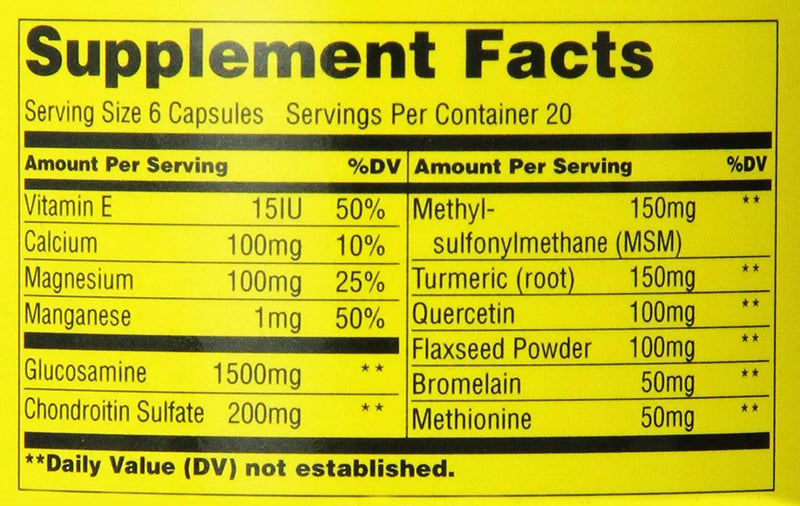 Supplement Facts
Serving Size 6 Capsules Servings Per Container 20
Amount Per Serving %DV
Vitamin E 15IU 50%
Calcium 100mg 10%
Magnesium 100mg 25%
Manganese 1mg 50%
Glucosamine 1500mg **
Chondroitin Sulfate 200mg **
Amount Per Serving %DV
Methyl- 150mg **
sulfonylmethane (MSM)
Turmeric (root) 150mg **
Quercetin 100mg **
Flaxseed Powder 100mg **
Bromelain 50mg **
Methionine 50mg **
**Daily Value (DV) not established.